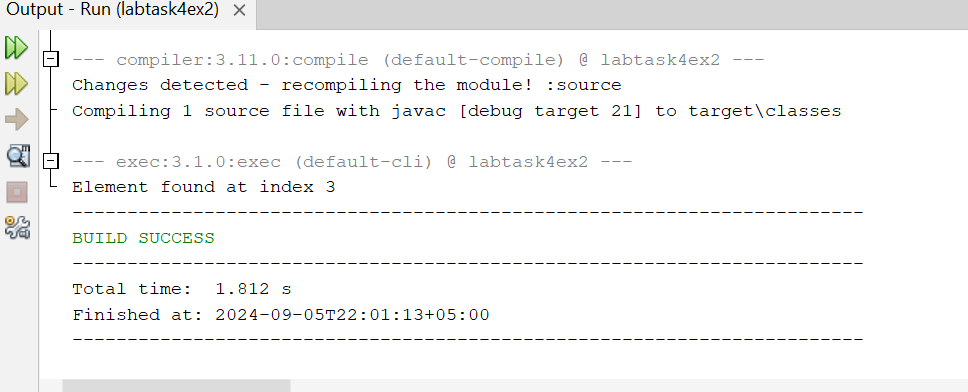 Output - Run (labtask4ex2)
--- compiler:3.11.0:compile (default-compile) @ labtask4ex2 ---
Changes detected - recompiling the module! :source
Compiling 1 source file with javac [debug target 21] to target\classes
--- exec:3.1.0:exec (default-cli) @ labtask4ex2 ---
Element found at index 3
------------------------------------------------------------------------
BUILD SUCCESS
------------------------------------------------------------------------
Total time:  1.812 s
Finished at: 2024-09-05T22:01:13+05:00
------------------------------------------------------------------------